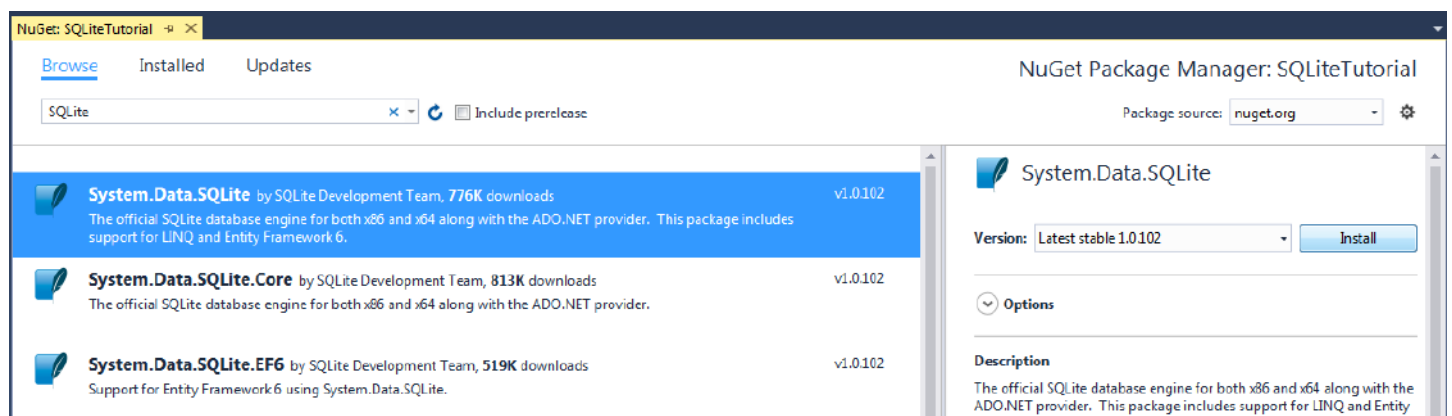 NuGet: SQLiteTutorial
Browse Installed Updates
NuGet Package Manager: SQLiteTutorial
SQLite
Include prerelease
Package source: nuget.org
System.Data.SQLite by SQLite Development Team, 776K downloads v1.0.102
The official SQLite database engine for both x86 and x64 along with the ADO.NET provider. This package includes
support for LINQ and Entity Framework 6.
System.Data.SQLite.Core by SQLite Development Team, 813K downloads v1.0.102
The official SQLite database engine for both x86 and x64 along with the ADO.NET provider.
System.Data.SQLite.EF6 by SQLite Development Team, 519K downloads v1.0.102
Support for Entity Framework 6 using System.Data.SQLite.
System.Data.SQLite
Version: Latest stable 1.0.102 Install
Options
Description
The official SQLite database engine for both x86 and x64 along with the
ADO.NET provider. This package includes support for LINQ and Entity